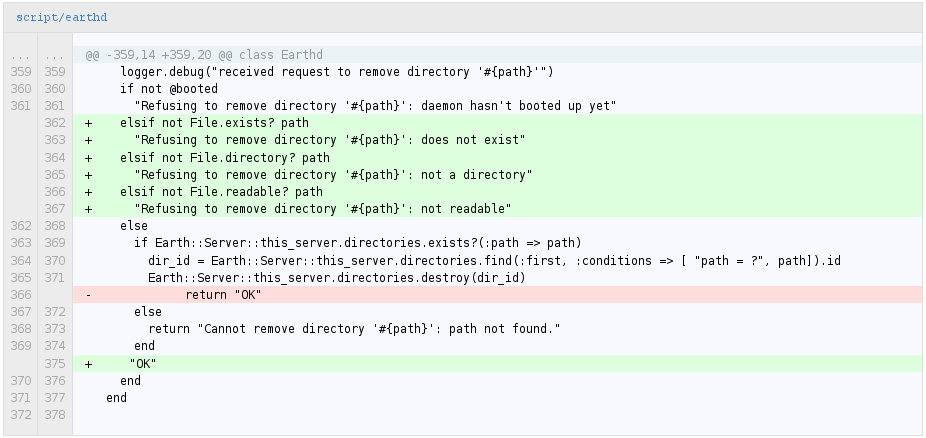 script/earthd
... ... @@ -359,14 +359,20 @@ class Earthd
359 359 logger.debug("received request to remove directory '#{path}'")
360 360 if not @booted
361 361 "Refusing to remove directory '#{path}': daemon hasn't booted up yet"
362 + elsif not File.exists? path
363 + "Refusing to remove directory '#{path}': does not exist"
364 + elsif not File.directory? path
365 + "Refusing to remove directory '#{path}': not a directory"
366 + elsif not File.readable? path
367 + "Refusing to remove directory '#{path}': not readable"
362 368 else
363 369 if Earth::Server::this_server.directories.exists?(:path => path)
364 370 dir_id = Earth::Server::this_server.directories.find(:first, :conditions => [ "path = ?", path]).id
365 371 Earth::Server::this_server.directories.destroy(dir_id)
366 - return "OK"
367 372 else
368 373 return "Cannot remove directory '#{path}': path not found."
369 374 end
375 + "OK"
370 376 end
371 377 end
372 378